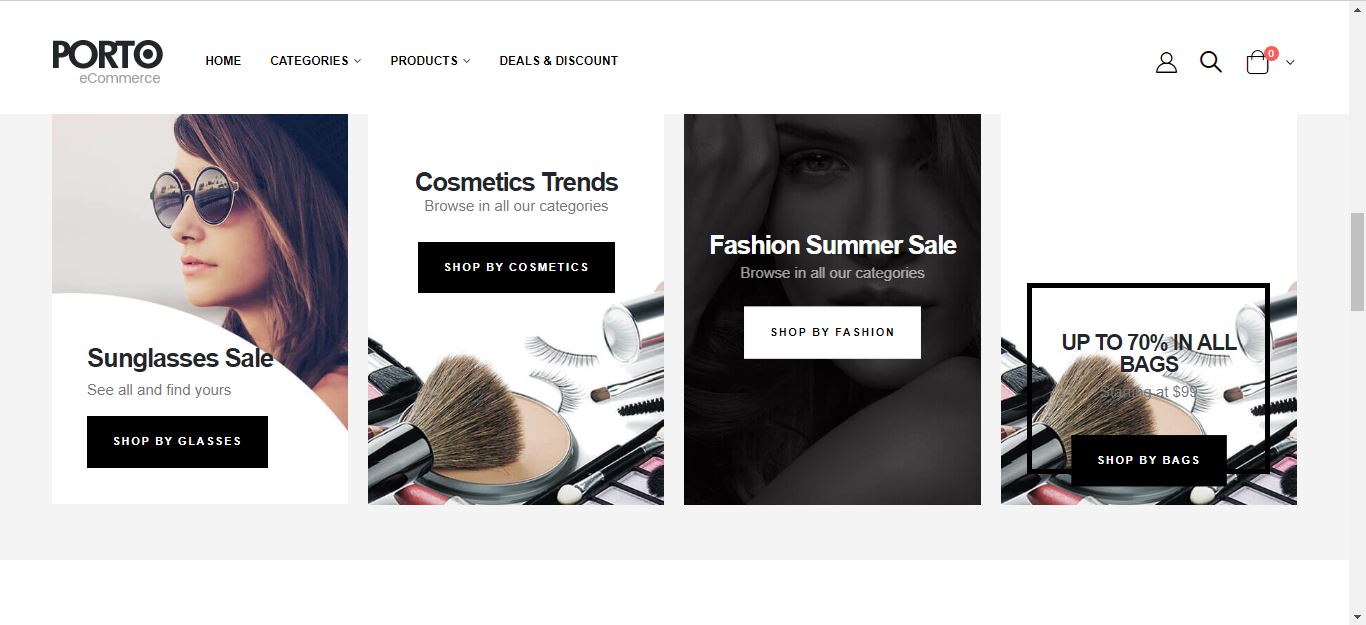 PORTO
eCommerce
HOME
CATEGORIES
PRODUCTS
DEALS & DISCOUNT
0
Sunglasses Sale
See all and find yours
SHOP BY GLASSES
Cosmetics Trends
Browse in all our categories
SHOP BY COSMETICS
Fashion Summer Sale
Browse in all our categories
SHOP BY FASHION
UP TO 70% IN ALL
BAGS
Starting at $99
SHOP BY BAGS